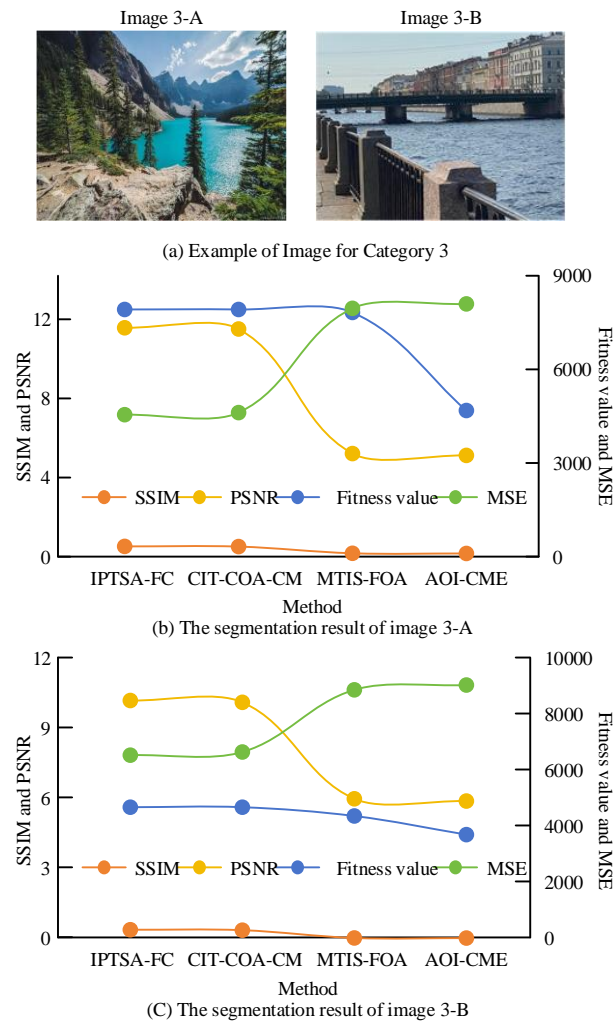 Image 3-A Image 3-B
(a) Example of Image for Category 3
12
8
4
0
SSIM and PSNR
9000
6000
3000
0
Fitness value and MSE
SSIM PSNR Fitness value MSE
IPTSA-FC CIT-COA-CM MTIS-FOA AOI-CME
Method
(b) The segmentation result of image 3-A
12
9
6
3
0
SSIM and PSNR
10000
8000
6000
4000
2000
0
Fitness value and MSE
SSIM PSNR Fitness value MSE
IPTSA-FC CIT-COA-CM MTIS-FOA AOI-CME
Method
(C) The segmentation result of image 3-B